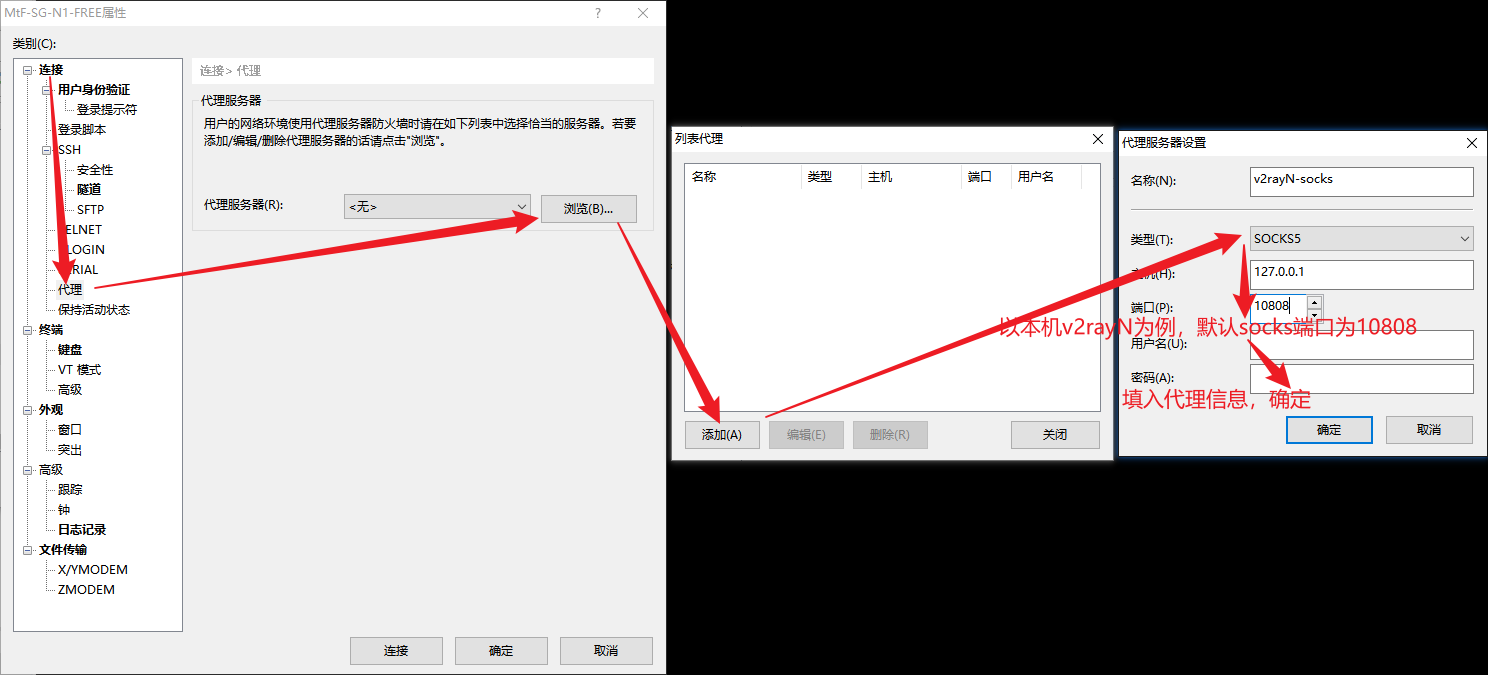 MtF-SG-N1-FREE属性
类别(C):
连接
用户身份验证
登录提示符
登录脚本
SSH
安全性
隧道
SFTP
ELNET
LOGIN
RIAL
代理
保持活动状态
终端
键盘
VT 模式
高级
外观
窗口
突出
高级
跟踪
钟
日志记录
文件传输
X/YMODEM
ZMODEM
连接> 代理
代理服务器
用户的网络环境使用代理服务器防火墙时请在如下列表中选择恰当的服务器。若要
添加/编辑/删除代理服务器的话请点击"浏览"。
代理服务器(R):
<无>
浏览(B)...
连接
确定
取消
列表代理
名称 类型 主机 端口 用户名
添加(A)
编辑(E)
删除(R)
关闭
代理服务器设置
名称(N):
v2rayN-socks
类型(T):
SOCKS5
主机(H):
127.0.0.1
端口(P):
10808
以本机v2rayN为例，默认socks端口为10808
用户名(U):
密码(A):
填入代理信息，确定
确定
取消